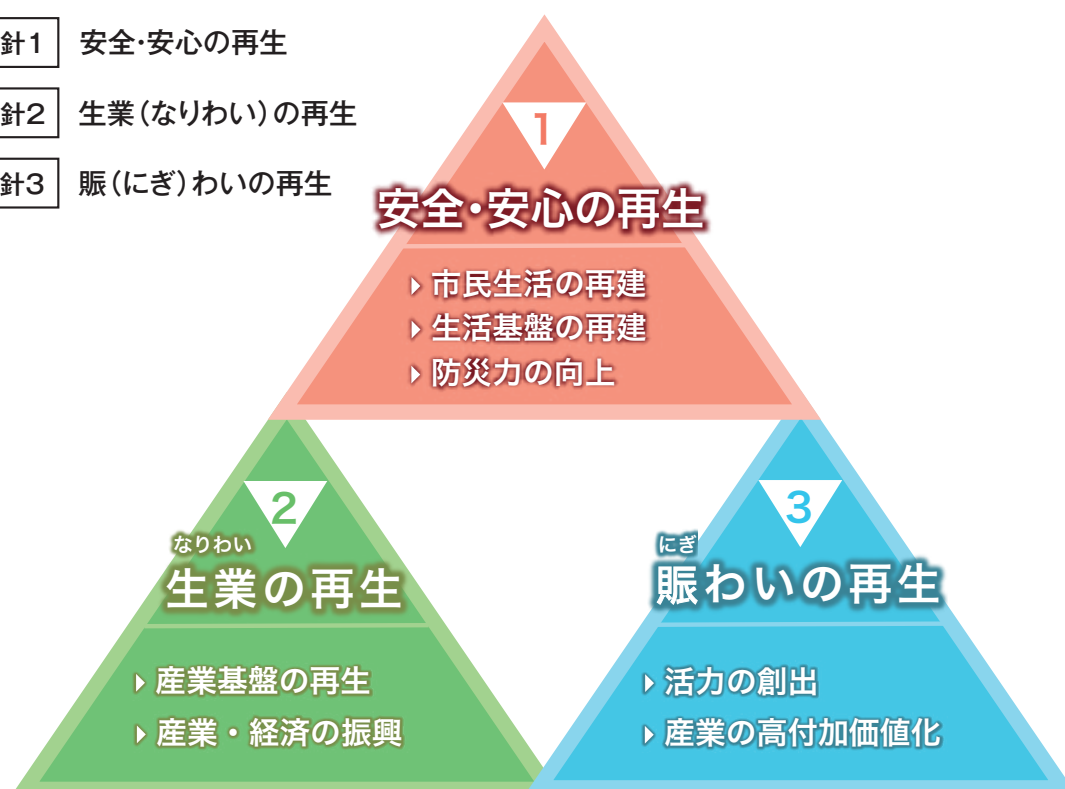 針1 安全・安心の再生
針2 生業(なりわい)の再生
針3 賑(にぎ)わいの再生
1
安全・安心の再生
市民生活の再建
生活基盤の再建
防災力の向上
2
なりわい
生業の再生
産業基盤の再生
産業・経済の振興
3
にぎ
賑わいの再生
活力の創出
産業の高付加価値化